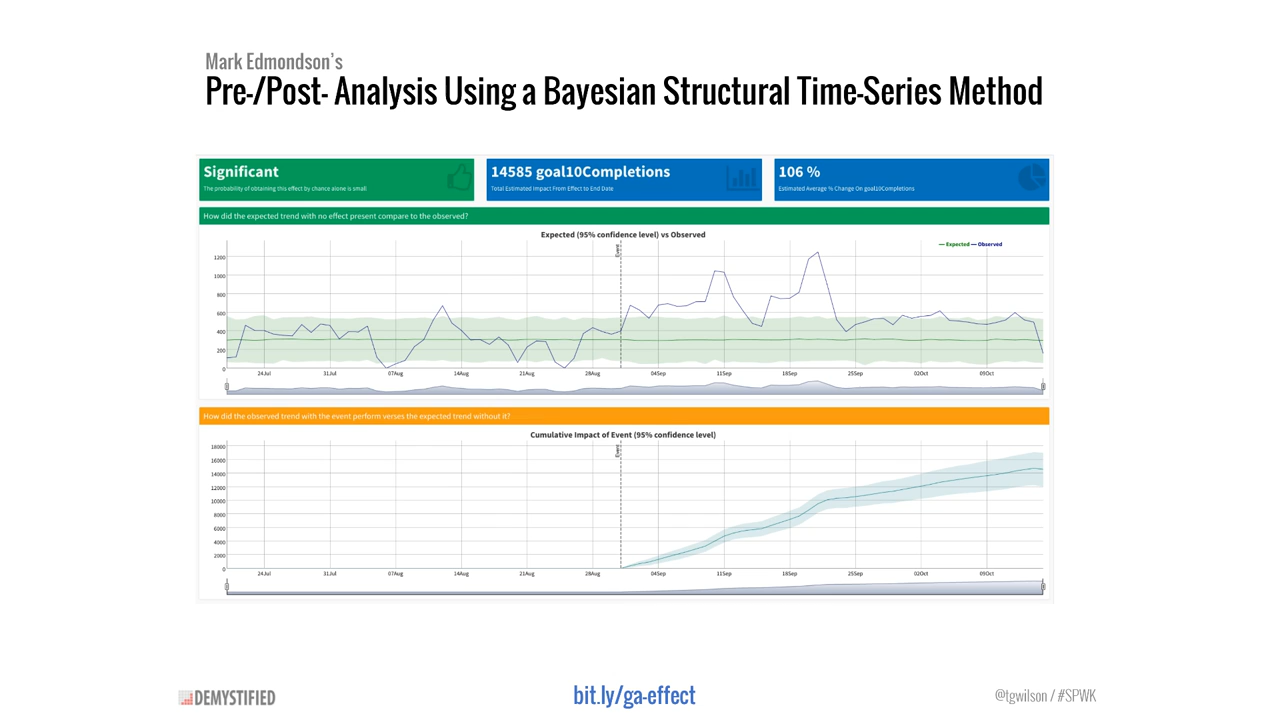 Mark Edmondson's
Pre-/Post- Analysis Using a Bayesian Structural Time-Series Method
Significant
The probability of obtaining this effect by chance alone is small
14585 goal10Completions
Total Estimated Impact From Effect to End Date
106 %
Estimated Average % Change On goal10Completions
How did the expected trend with no effect present compare to the observed?
Expected (95% confidence level) vs Observed
Event
Expected Observed
1200
1000
800
600
400
200
0
24Jul 31Jul 07Aug 14Aug 21Aug 28Aug 04Sep 11Sep 18Sep 25Sep 02Oct 09Oct
How did the observed trend with the event perform verses the expected trend without it?
Cumulative Impact of Event (95% confidence level)
Event
18000
16000
14000
12000
10000
8000
6000
4000
2000
0
24Jul 31Jul 07Aug 14Aug 21Aug 28Aug 04Sep 11Sep 18Sep 25Sep 02Oct 09Oct
DEMYSTIFIED
bit.ly/ga-effect
@tgwilson / #SPWK